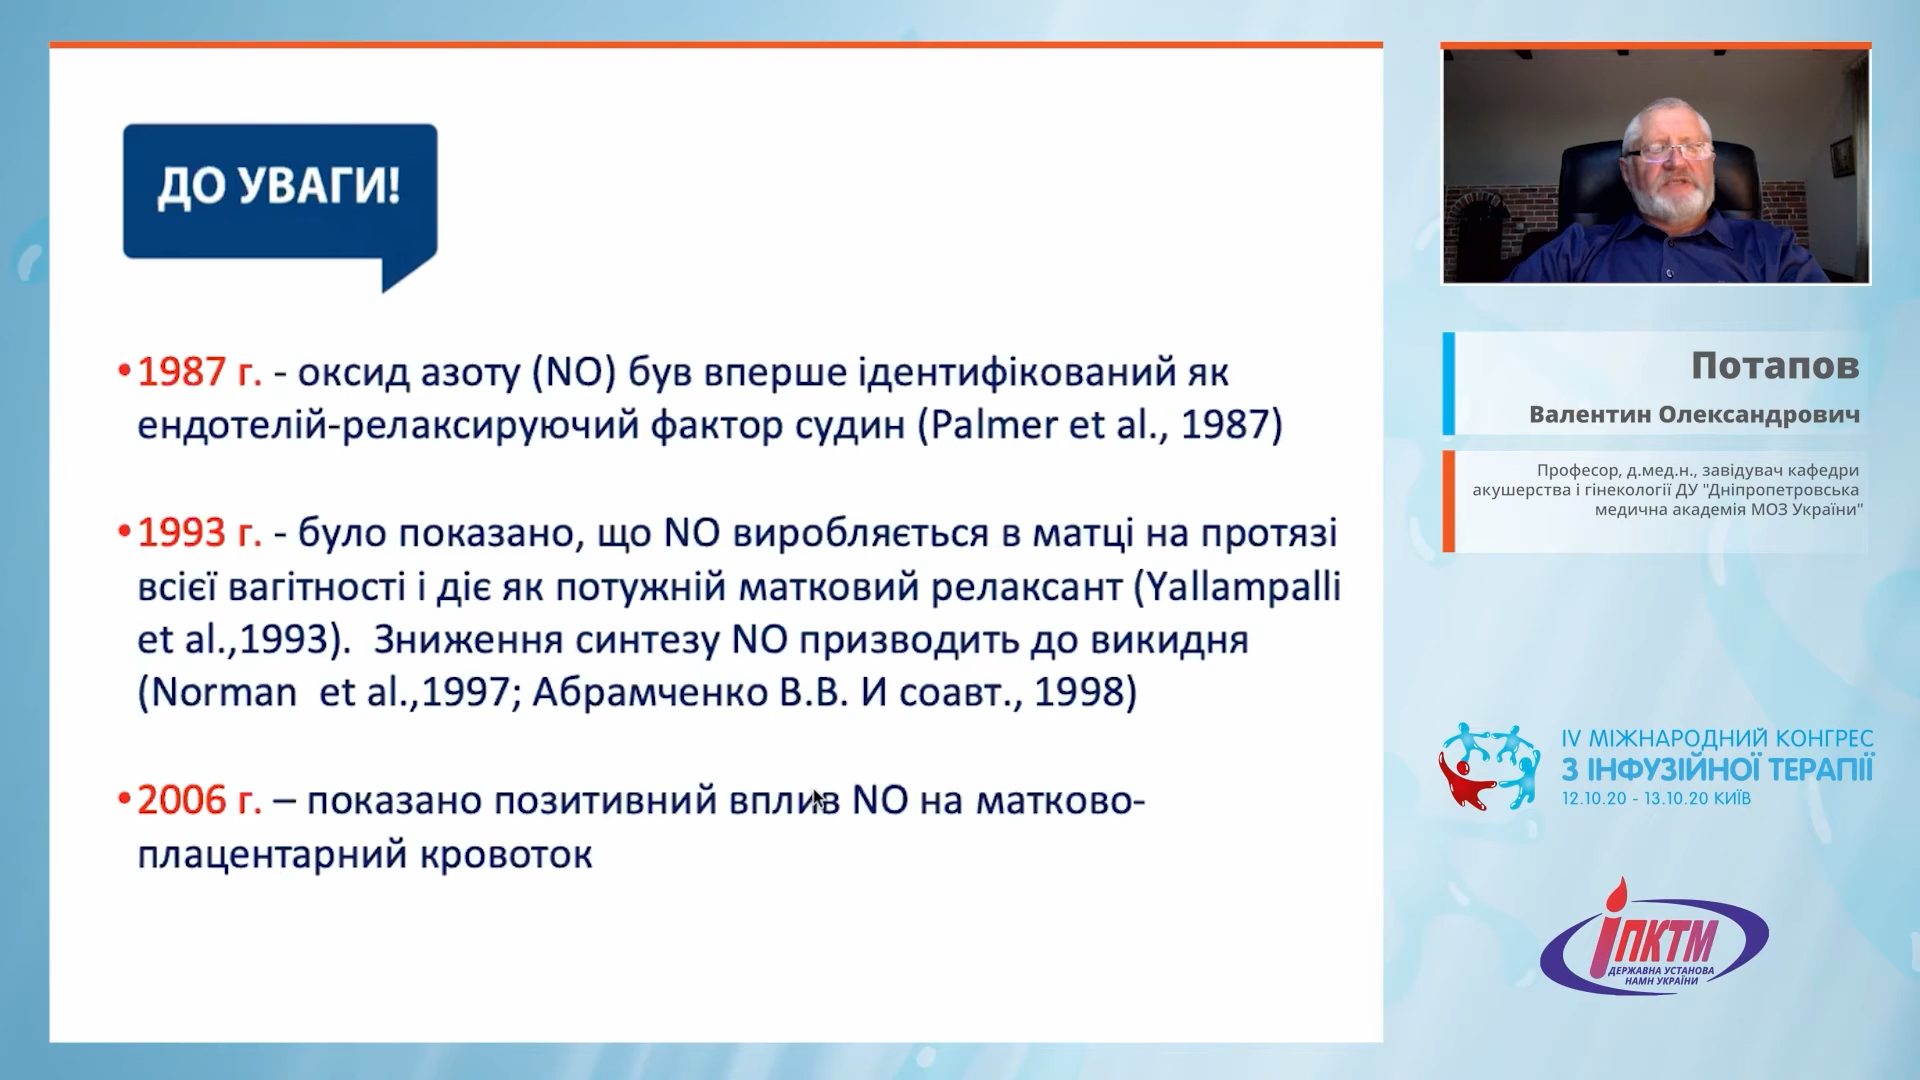 ДО УВАГИ!
•1987 г. - оксид азоту (NO) був вперше ідентифікований як
ендотелій-релаксируючий фактор судин (Palmer et al., 1987)
•1993 г. - було показано, що NO виробляється в матці на протязі
всієї вагітності і діє як потужній матковий релаксант (Yallampalli
et al.,1993).  Зниження синтезу NO призводить до викидня
(Norman  et al.,1997; Абрамченко В.В. И соавт., 1998)
•2006 г. – показано позитивний вплив NO на матково-
плацентарний кровоток
Потапов
Валентин Олександрович
Професор, д.мед.н., завідувач кафедри
акушерства і гінекології ДУ "Дніпропетровська
медична академія МОЗ України"
IV МІЖНАРОДНИЙ КОНГРЕС
З ІНФУЗІЙНОЇ ТЕРАПІЇ
12.10.20 - 13.10.20 КИЇВ
ІПКТМ
ДЕРЖАВНА УСТАНОВА
НАМН УКРАЇНИ